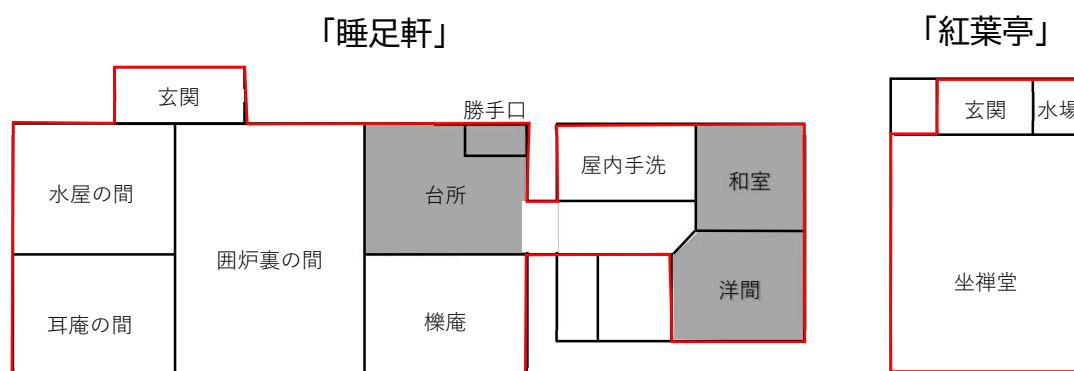 「睡足軒」
「紅葉亭」
玄関
勝手口
水屋の間
囲炉裏の間
台所
屋内手洗
和室
耳庵の間
櫟庵
洋間
玄関
水場
坐禅堂